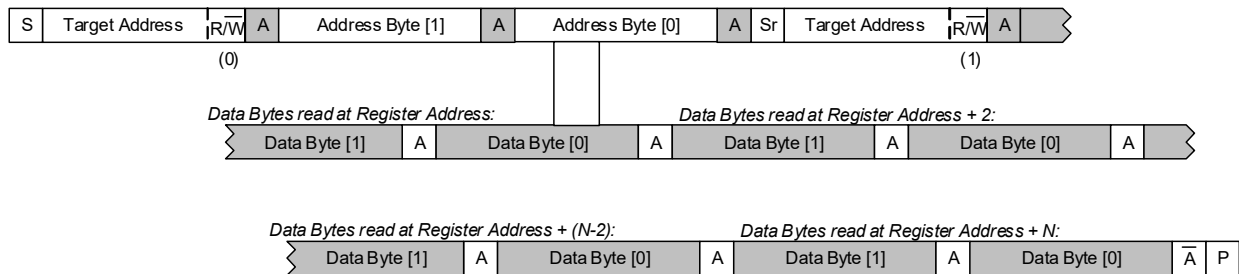 S Target Address R/W̅ A Address Byte [1] A Address Byte [0] A Sr Target Address R/W̅ A
(0) (1)
Data Bytes read at Register Address: Data Bytes read at Register Address + 2:
Data Byte [1] A Data Byte [0] A Data Byte [1] A Data Byte [0] A
Data Bytes read at Register Address + (N-2): Data Bytes read at Register Address + N:
Data Byte [1] A Data Byte [0] A Data Byte [1] A Data Byte [0] A̅ P